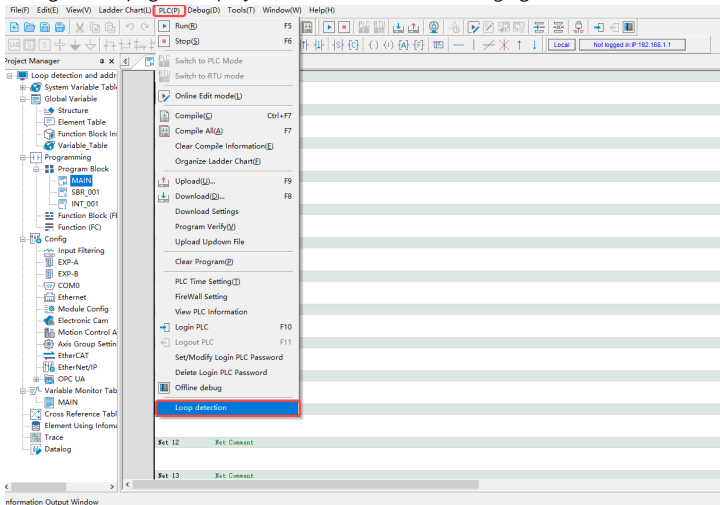 File(F) Edit(E) View(V) Ladder Chart(L) PLC(P) Debug(D) Tools(T) Window(W) Help(H)
Local Not logged in:IP:192.168.1.1
Project Manager
Loop detection and addr
System Variable Tabl
Global Variable
Structure
Element Table
Function Block In
Variable_Table
Programming
Program Block
MAIN
SBR_001
INT_001
Function Block (F
Function (FC)
Config
Input Filtering
EXP-A
EXP-B
COM0
Ethernet
Module Config
Electronic Cam
Motion Control A
Axis Group Settin
EtherCAT
EtherNet/IP
OPC UA
Variable Monitor Tab
MAIN
Cross Reference Tabl
Element Using Infom
Trace
Datalog
Run(R) F5
Stop(S) F6
Switch to PLC Mode
Switch to RTU mode
Online Edit mode(L)
Compile(C) Ctrl+F7
Compile All(A) F7
Clear Compile Information(E)
Organize Ladder Chart(F)
Upload(U)... F9
Download(D)... F8
Download Settings
Program Verify(V)
Upload Updown File
Clear Program(P)
PLC Time Setting(T)
FireWall Setting
View PLC Information
Login PLC F10
Logout PLC F11
Set/Modify Login PLC Password
Delete Login PLC Password
Offline debug
Loop detection
Net 12 Net Comment
Net 13 Net Comment
Information Output Window